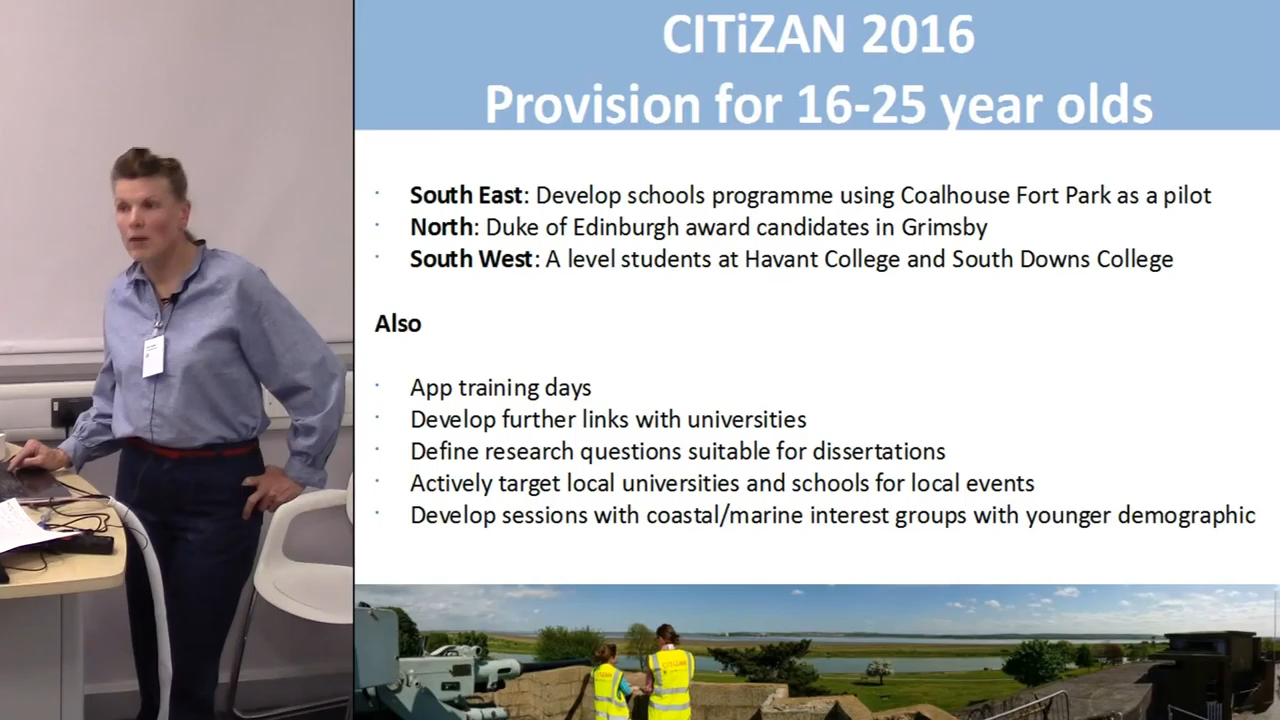 CITiZAN 2016
Provision for 16-25 year olds
· South East: Develop schools programme using Coalhouse Fort Park as a pilot
· North: Duke of Edinburgh award candidates in Grimsby
· South West: A level students at Havant College and South Downs College
Also
· App training days
· Develop further links with universities
· Define research questions suitable for dissertations
· Actively target local universities and schools for local events
· Develop sessions with coastal/marine interest groups with younger demographic
CITiZAN
CITiZAN